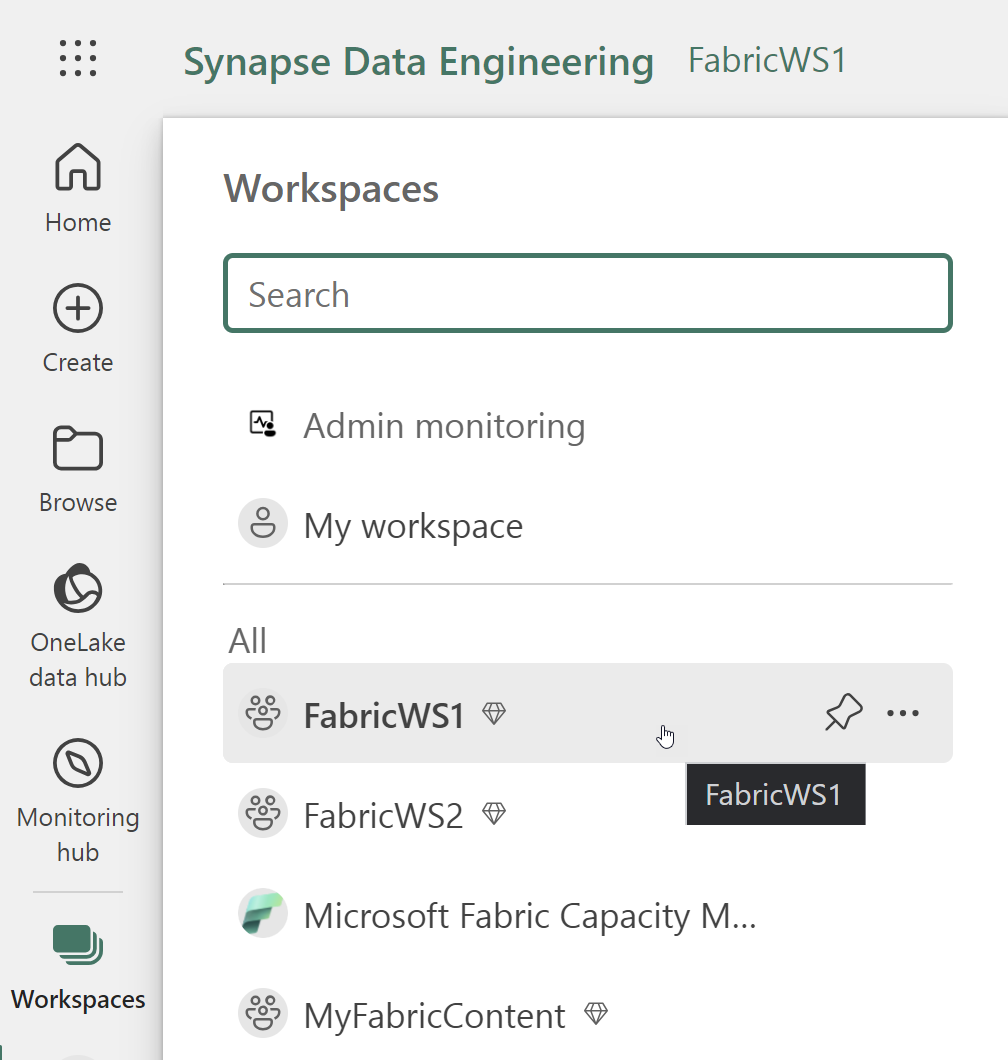 Synapse Data Engineering FabricWS1
Home
Create
Browse
OneLake
data hub
Monitoring
hub
Workspaces
Workspaces
Search
Admin monitoring
My workspace
All
FabricWS1
FabricWS1
FabricWS2
Microsoft Fabric Capacity M...
MyFabricContent